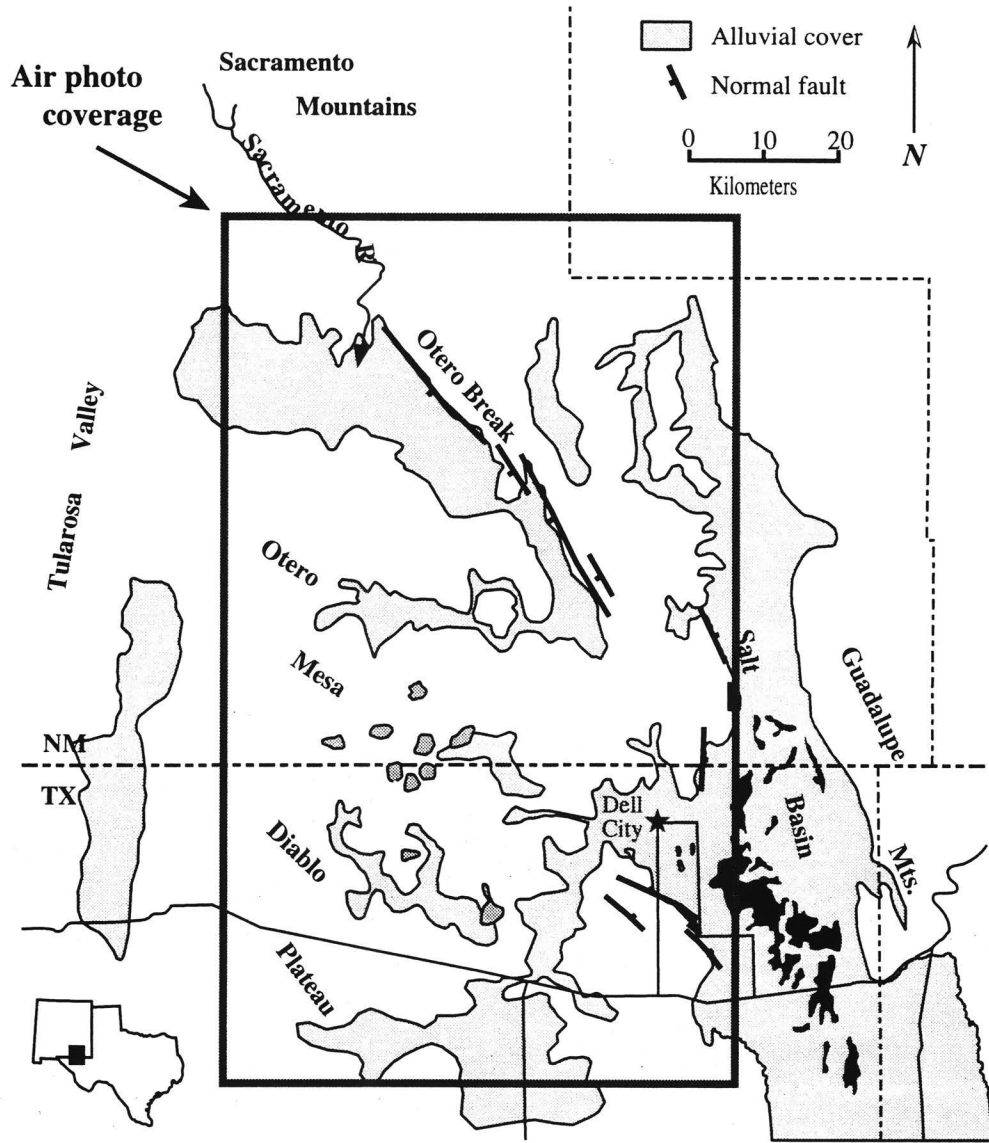 Alluvial cover
Normal fault
0 10 20
Kilometers
N
Air photo
coverage
Sacramento
Mountains
Sacramento R
Otero Break
Tularosa Valley
Otero
Mesa
Salt
Basin
Guadalupe
Mts.
NM
TX
Dell
City
Diablo
Plateau